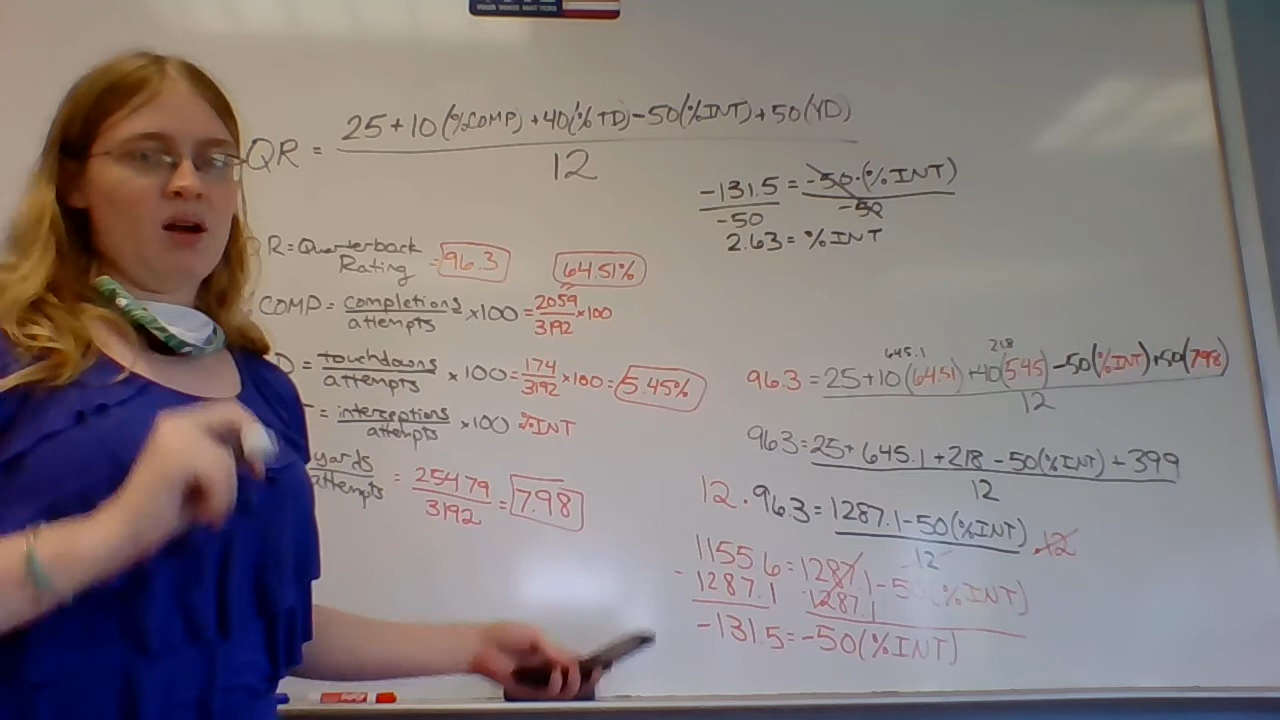 YOUR VOICE MATTERS
QR = 25 + 10(%COMP) + 40(%TD) - 50(%INT) + 50(YD)
12
-131.5 = -50·(%INT)
-50 -50
2.63 = %INT
R = Quarterback
Rating = 96.3
64.51%
COMP = completions × 100 = 2059 × 100
attempts 3192
D = touchdowns × 100 = 174 × 100 = 5.45%
attempts 3192
= interceptions × 100 %INT
attempts
yards = 25479 = 7.98
attempts 3192
645.1 218
96.3 = 25 + 10(64.51) + 40(5.45) - 50(%INT) + 50(7.98)
12
96.3 = 25 + 645.1 + 218 - 50(%INT) + 399
12
12 · 96.3 = 1287.1 - 50(%INT) · 12
12
1155.6 = 1287.1 - 50(%INT)
- 1287.1 - 1287.1
-131.5 = -50(%INT)
EXPO